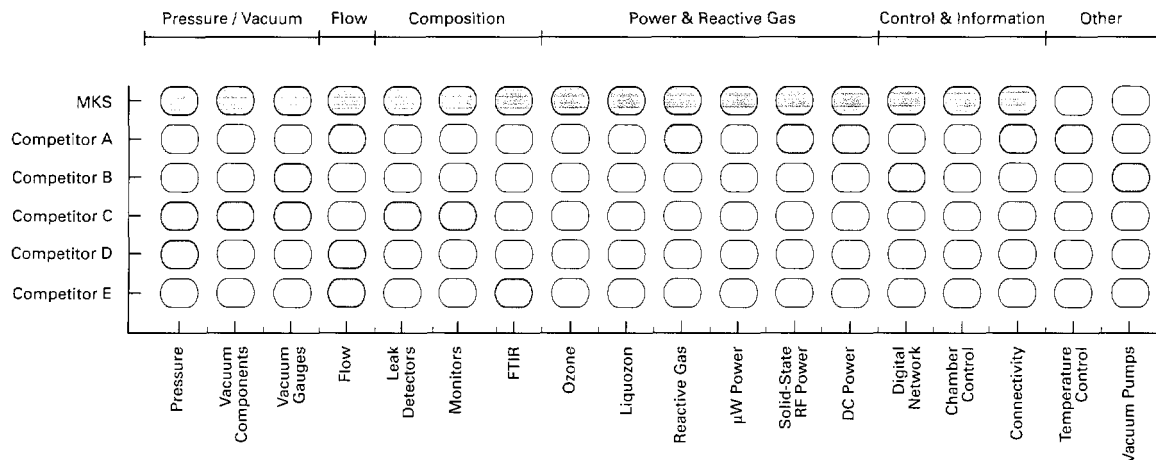 Pressure / Vacuum Flow Composition Power & Reactive Gas Control & Information Other
MKS
Competitor A
Competitor B
Competitor C
Competitor D
Competitor E
Pressure
Vacuum
Components
Vacuum
Gauges
Flow
Leak
Detectors
Monitors
FTIR
Ozone
Liquozon
Reactive Gas
µW Power
Solid-State
RF Power
DC Power
Digital
Network
Chamber
Control
Connectivity
Temperature
Control
Vacuum Pumps